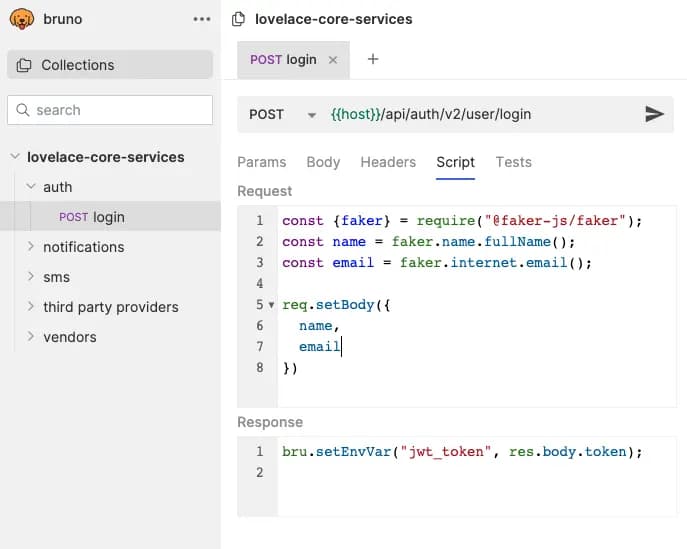 bruno
•••
Collections
search
lovelace-core-services
auth
POST login
notifications
sms
third party providers
vendors
lovelace-core-services
POST login × +
POST {{host}}/api/auth/v2/user/login
Params Body Headers Script Tests
Request
1 const {faker} = require("@faker-js/faker");
2 const name = faker.name.fullName();
3 const email = faker.internet.email();
4
5 req.setBody({
6 name,
7 email
8 })
Response
1 bru.setEnvVar("jwt_token", res.body.token);
2